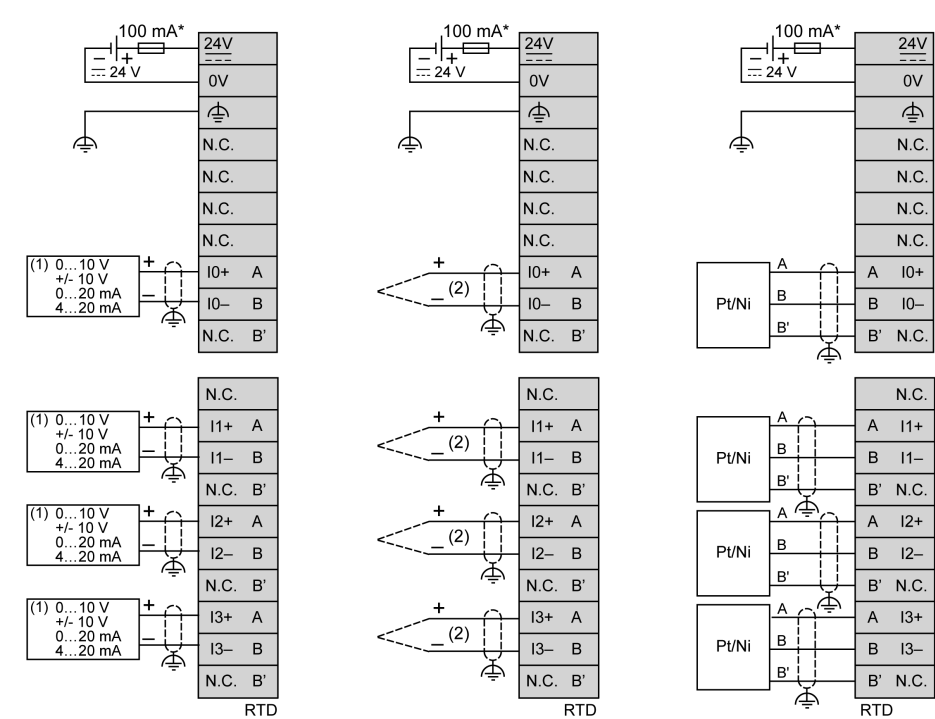 100 mA*
24V
– +
24 V
0V
N.C.
N.C.
N.C.
N.C.
(1) 0...10 V
+/- 10 V
0...20 mA
4...20 mA
+
–
I0+ A
I0– B
N.C. B'
N.C.
(1) 0...10 V
+/- 10 V
0...20 mA
4...20 mA
+
–
I1+ A
I1– B
N.C. B'
(1) 0...10 V
+/- 10 V
0...20 mA
4...20 mA
+
–
I2+ A
I2– B
N.C. B'
(1) 0...10 V
+/- 10 V
0...20 mA
4...20 mA
+
–
I3+ A
I3– B
N.C. B'
RTD
100 mA*
24V
– +
24 V
0V
N.C.
N.C.
N.C.
N.C.
+
– (2)
I0+ A
I0– B
N.C. B'
N.C.
+
– (2)
I1+ A
I1– B
N.C. B'
+
– (2)
I2+ A
I2– B
N.C. B'
+
– (2)
I3+ A
I3– B
N.C. B'
RTD
100 mA*
24V
– +
24 V
0V
N.C.
N.C.
N.C.
N.C.
Pt/Ni
A
B
B'
A I0+
B I0–
B' N.C.
N.C.
Pt/Ni
A
B
B'
A I1+
B I1–
B' N.C.
Pt/Ni
A
B
B'
A I2+
B I2–
B' N.C.
Pt/Ni
A
B
B'
A I3+
B I3–
B' N.C.
RTD